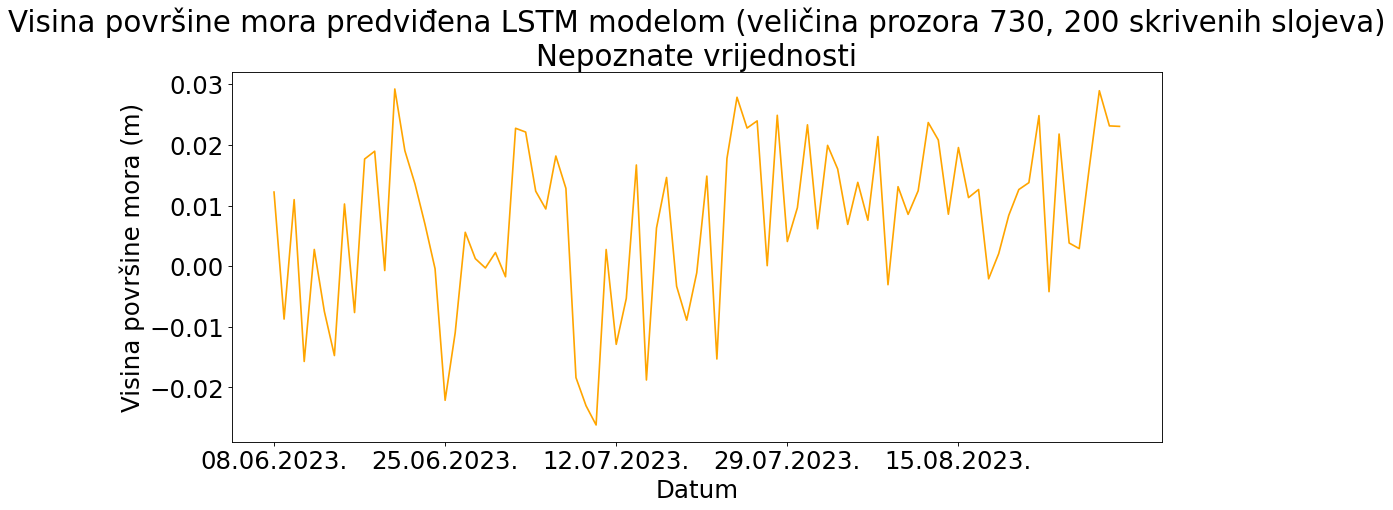 Visina površine mora predviđena LSTM modelom (veličina prozora 730, 200 skrivenih slojeva)
Nepoznate vrijednosti
Visina površine mora (m)
0.03
0.02
0.01
0.00
−0.01
−0.02
08.06.2023. 25.06.2023. 12.07.2023. 29.07.2023. 15.08.2023.
Datum